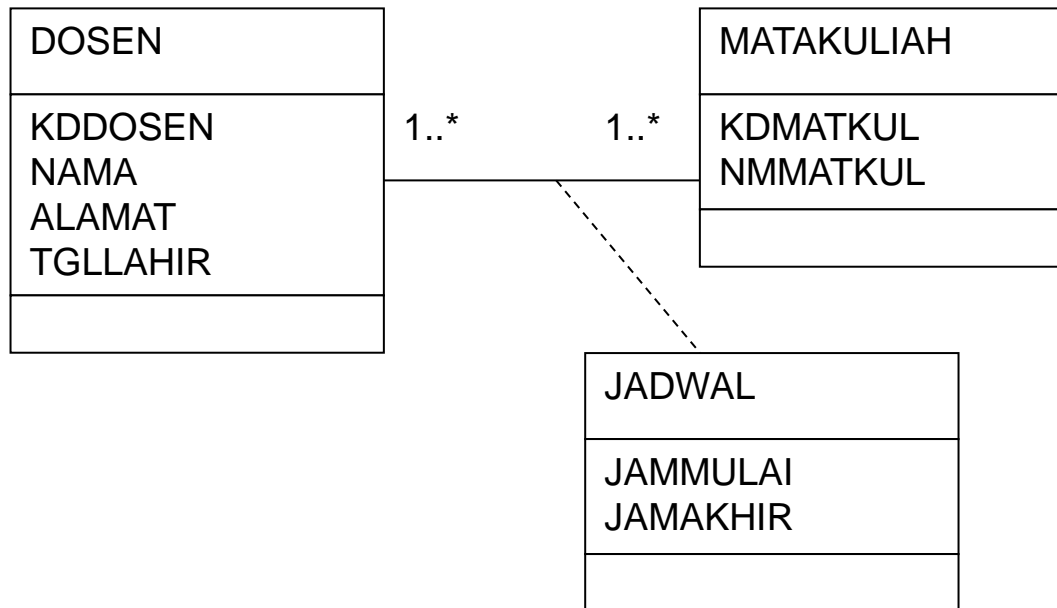 DOSEN
KDDOSEN
NAMA
ALAMAT
TGLLAHIR
1..*
1..*
MATAKULIAH
KDMATKUL
NMMATKUL
JADWAL
JAMMULAI
JAMAKHIR